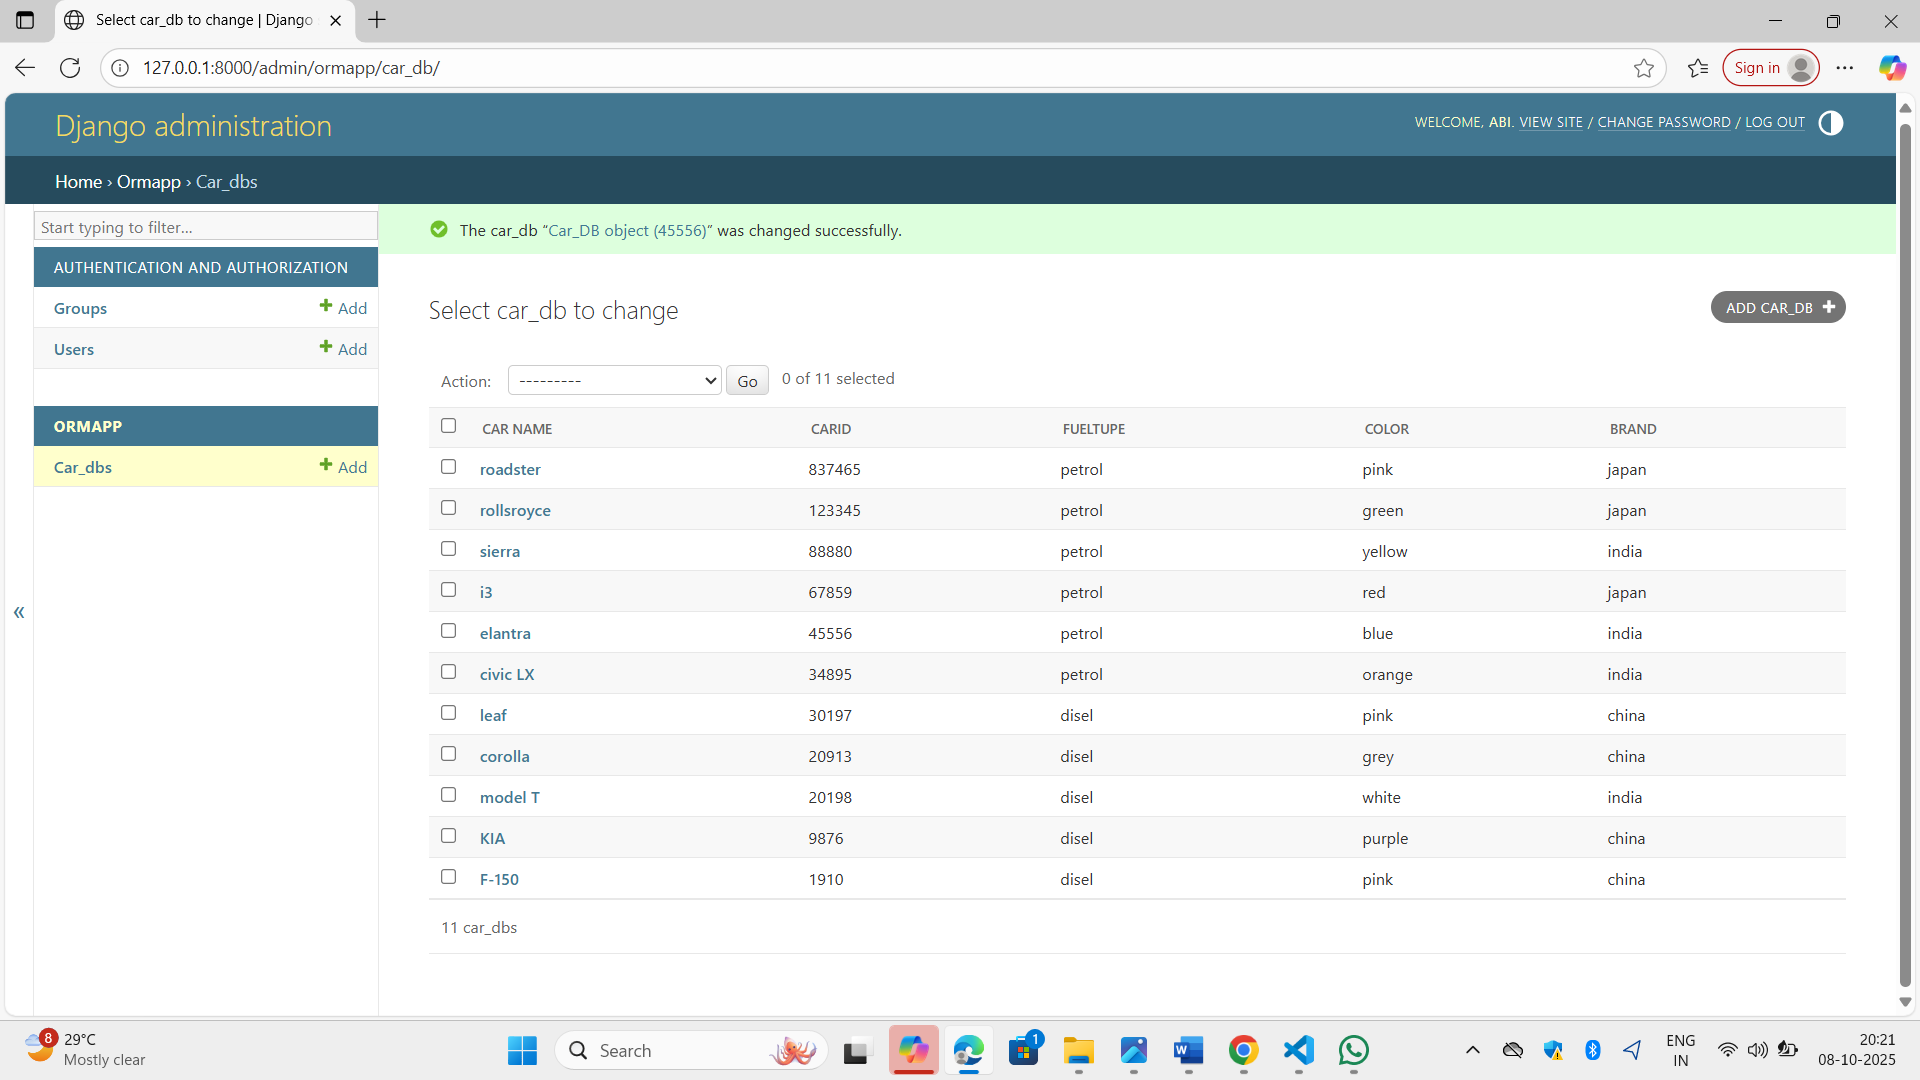 Select car_db to change | Django
127.0.0.1:8000/admin/ormapp/car_db/
Sign in
Django administration
WELCOME, ABI. VIEW SITE / CHANGE PASSWORD / LOG OUT
Home › Ormapp › Car_dbs
Start typing to filter...
The car_db “Car_DB object (45556)” was changed successfully.
AUTHENTICATION AND AUTHORIZATION
Groups Add
Users Add
ORMAPP
Car_dbs Add
«
Select car_db to change
ADD CAR_DB
Action: --------- Go 0 of 11 selected
CAR NAME CARID FUELTUPE COLOR BRAND
roadster 837465 petrol pink japan
rollsroyce 123345 petrol green japan
sierra 88880 petrol yellow india
i3 67859 petrol red japan
elantra 45556 petrol blue india
civic LX 34895 petrol orange india
leaf 30197 disel pink china
corolla 20913 disel grey china
model T 20198 disel white india
KIA 9876 disel purple china
F-150 1910 disel pink china
11 car_dbs
8
29°C
Mostly clear
Search
1
ENG
IN
20:21
08-10-2025